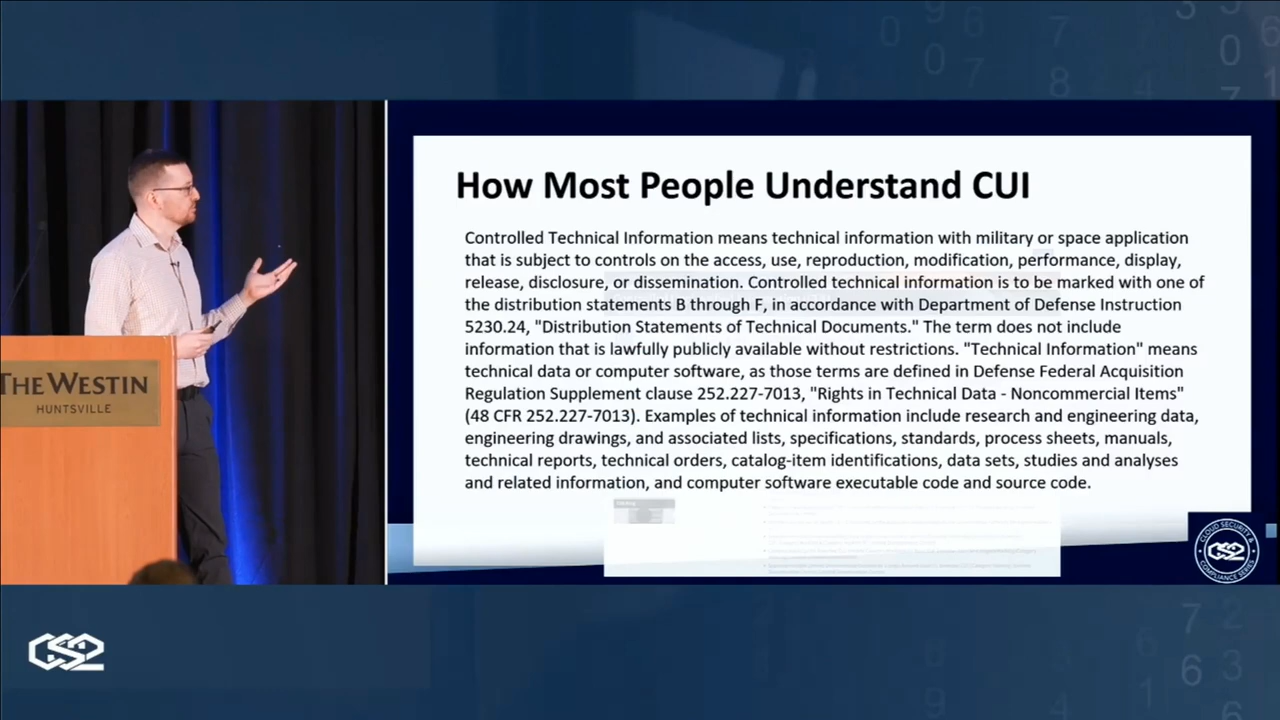 How Most People Understand CUI
Controlled Technical Information means technical information with military or space application
that is subject to controls on the access, use, reproduction, modification, performance, display,
release, disclosure, or dissemination. Controlled technical information is to be marked with one of
the distribution statements B through F, in accordance with Department of Defense Instruction
5230.24, "Distribution Statements of Technical Documents." The term does not include
information that is lawfully publicly available without restrictions. "Technical Information" means
technical data or computer software, as those terms are defined in Defense Federal Acquisition
Regulation Supplement clause 252.227-7013, "Rights in Technical Data - Noncommercial Items"
(48 CFR 252.227-7013). Examples of technical information include research and engineering data,
engineering drawings, and associated lists, specifications, standards, process sheets, manuals,
technical reports, technical orders, catalog-item identifications, data sets, studies and analyses
and related information, and computer software executable code and source code.
THE WESTIN
HUNTSVILLE
CLOUD SECURITY &
CS2
COMPLIANCE SERIES
CS2